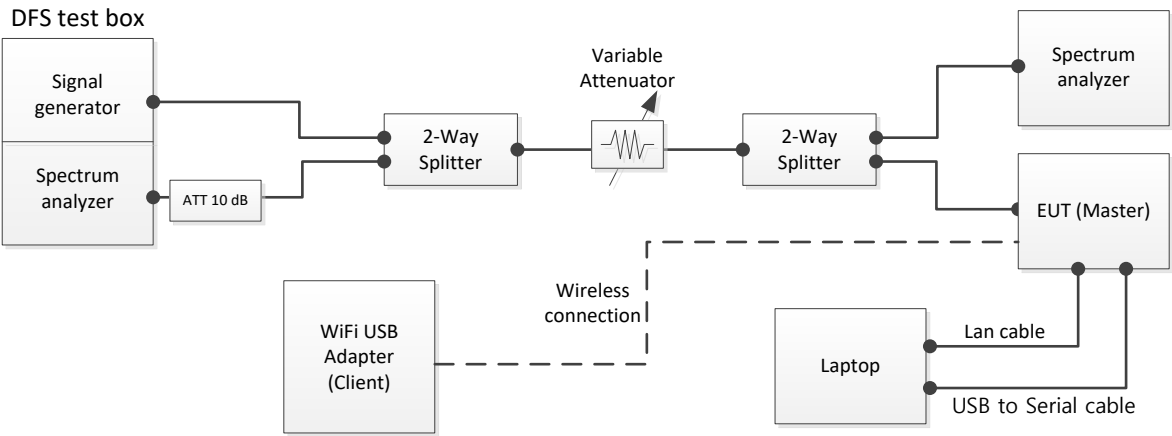 DFS test box
Signal
generator
Spectrum
analyzer
ATT 10 dB
2-Way
Splitter
Variable
Attenuator
2-Way
Splitter
Spectrum
analyzer
EUT (Master)
Wireless
connection
WiFi USB
Adapter
(Client)
Laptop
Lan cable
USB to Serial cable